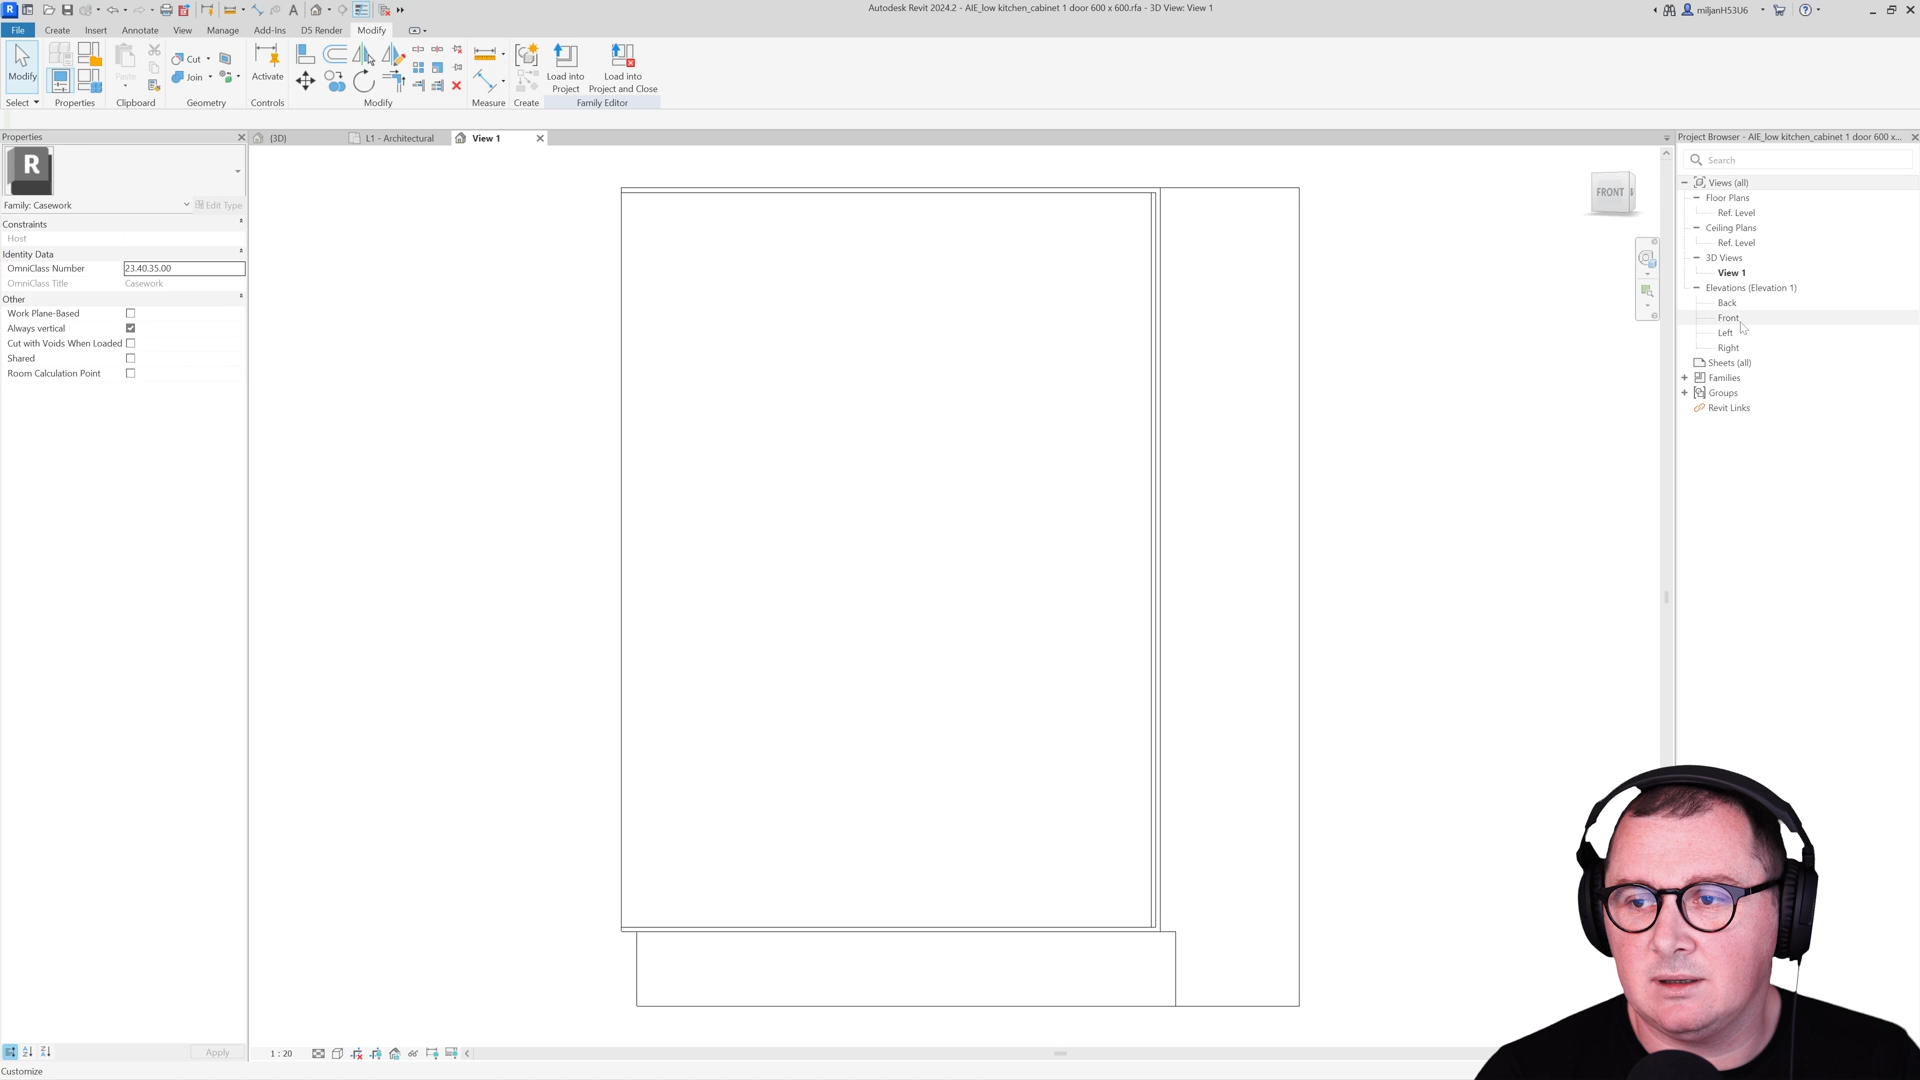 Autodesk Revit 2024.2 - AIE_low kitchen_cabinet 1 door 600 x 600.rfa - 3D View: View 1
miljanH53U6
File Create Insert Annotate View Manage Add-Ins D5 Render Modify
Modify
Paste
Cut
Join
Activate
Load into
Project
Load into
Project and Close
Select Properties Clipboard Geometry Controls Modify Measure Create Family Editor
Properties
{3D}
L1 - Architectural
View 1
Project Browser - AIE_low kitchen_cabinet 1 door 600 x...
R
Search
Family: Casework
Edit Type
Constraints
Host
Identity Data
OmniClass Number 23.40.35.00
OmniClass Title Casework
Other
Work Plane-Based
Always vertical
Cut with Voids When Loaded
Shared
Room Calculation Point
FRONT
Views (all)
Floor Plans
Ref. Level
Ceiling Plans
Ref. Level
3D Views
View 1
Elevations (Elevation 1)
Back
Front
Left
Right
Sheets (all)
Families
Groups
Revit Links
Apply
1 : 20
Customize